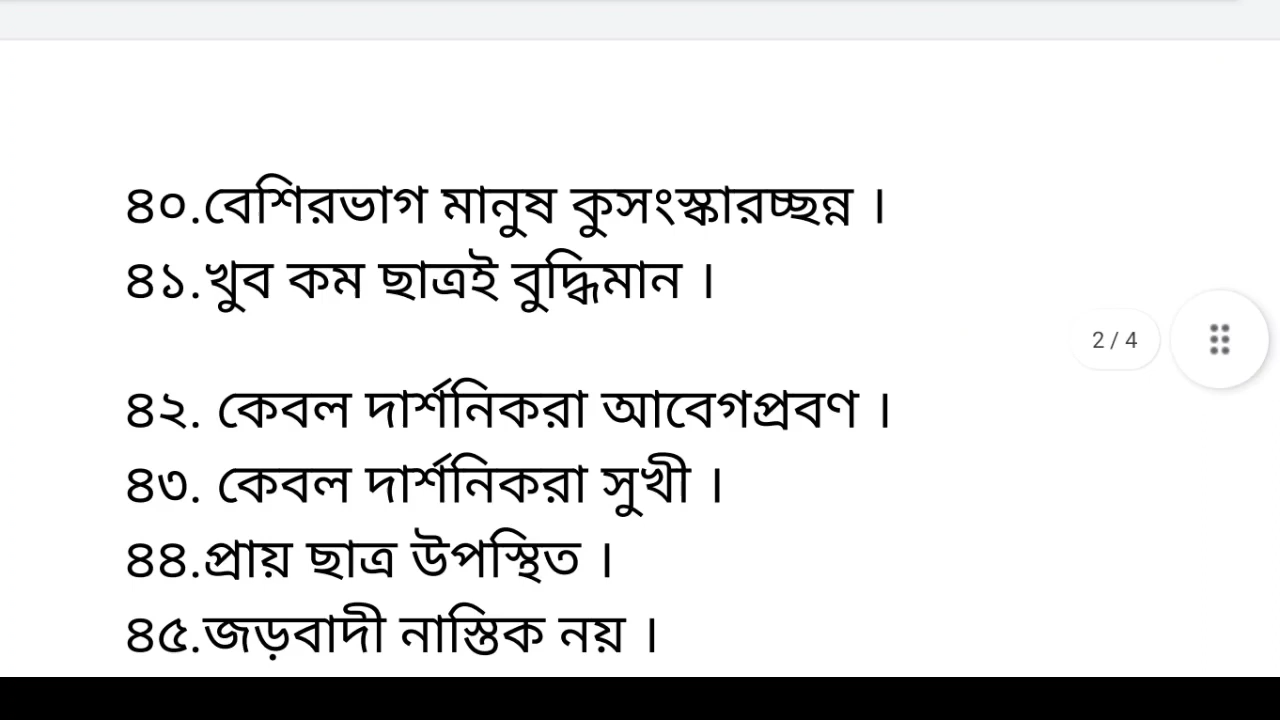 ৪০.বেশিরভাগ মানুষ কুসংস্কারচ্ছন্ন ।
৪১.খুব কম ছাত্রই বুদ্ধিমান ।
2 / 4
৪২. কেবল দার্শনিকরা আবেগপ্রবণ ।
৪৩. কেবল দার্শনিকরা সুখী ।
৪৪.প্রায় ছাত্র উপস্থিত ।
৪৫.জড়বাদী নাস্তিক নয় ।